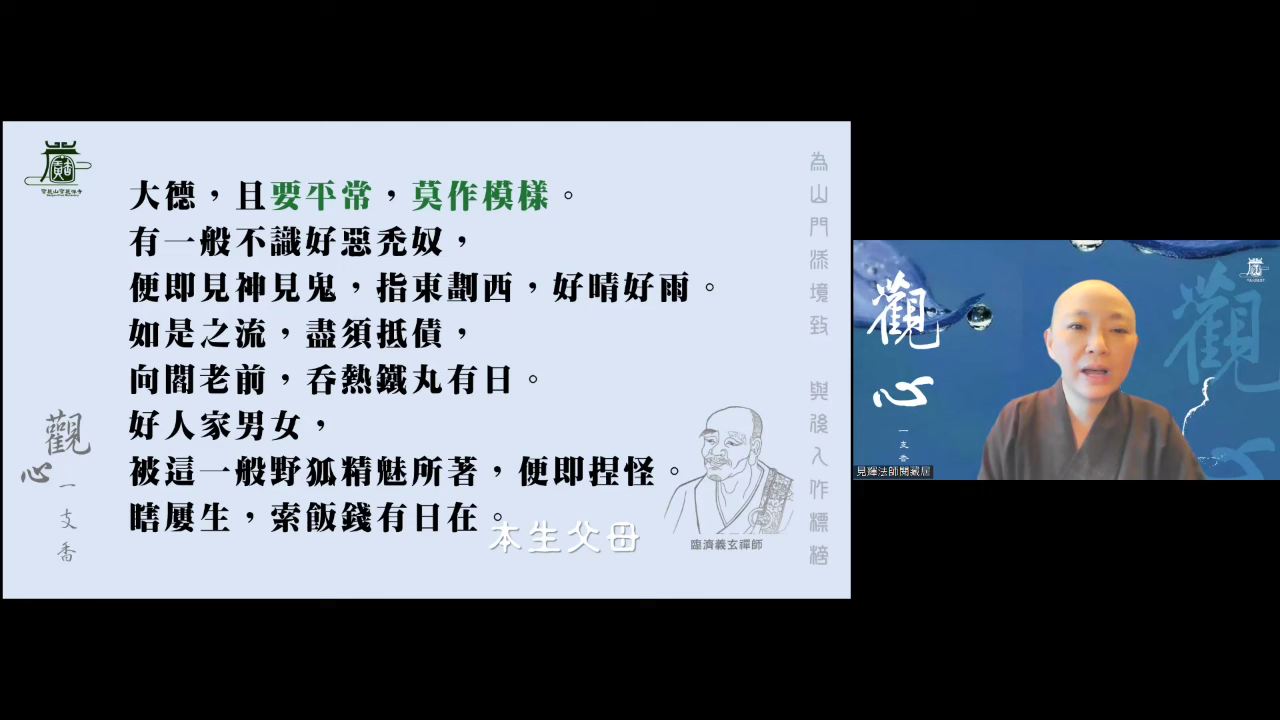 大德，且要平常，莫作模樣。
有一般不識好惡禿奴，
便即見神見鬼，指東劃西，好晴好雨。
如是之流，盡須抵債，
向閻老前，吞熱鐵丸有日。
好人家男女，
被這一般野狐精魅所著，便即捏怪。
瞎屢生，索飯錢有日在。
本生父母
臨濟義玄禪師
觀心一支香
為山門添境致 與後人作標榜
觀心
一支香
見輝法師開示